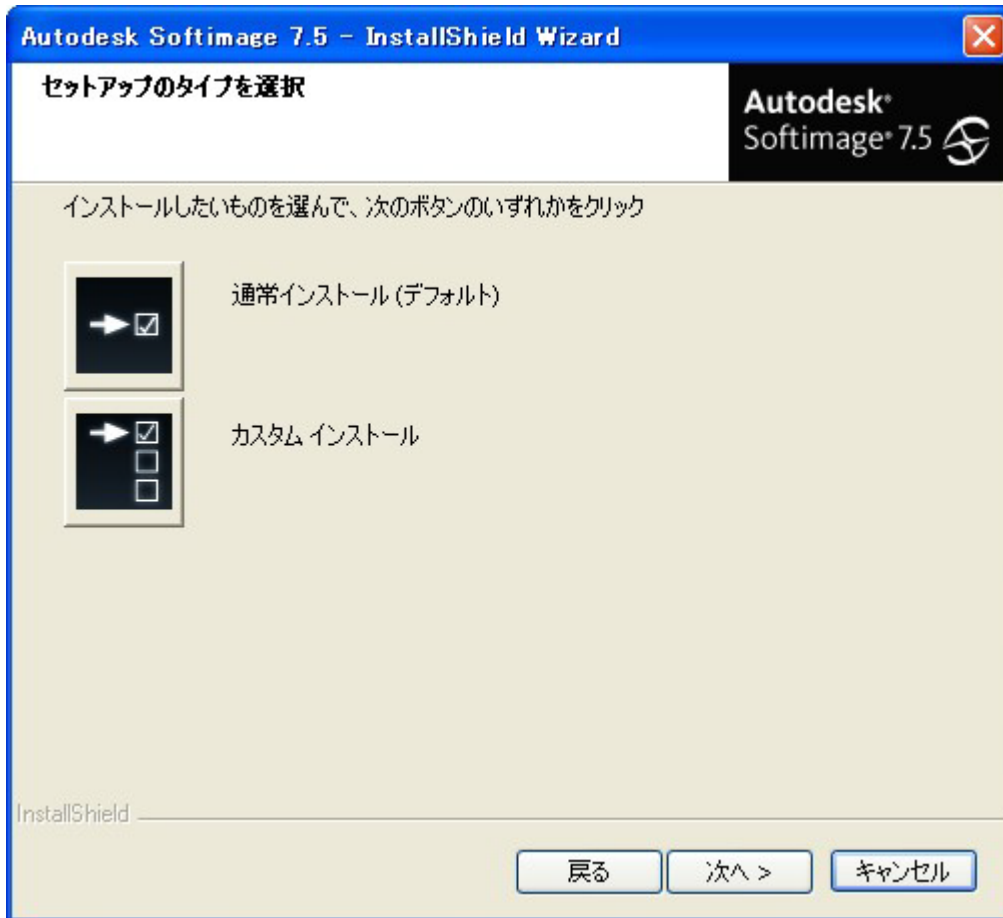 Autodesk Softimage 7.5 - InstallShield Wizard
セットアップのタイプを選択
Autodesk®
Softimage® 7.5
インストールしたいものを選んで、次のボタンのいずれかをクリック
通常インストール (デフォルト)
カスタム インストール
InstallShield
戻る
次へ >
キャンセル